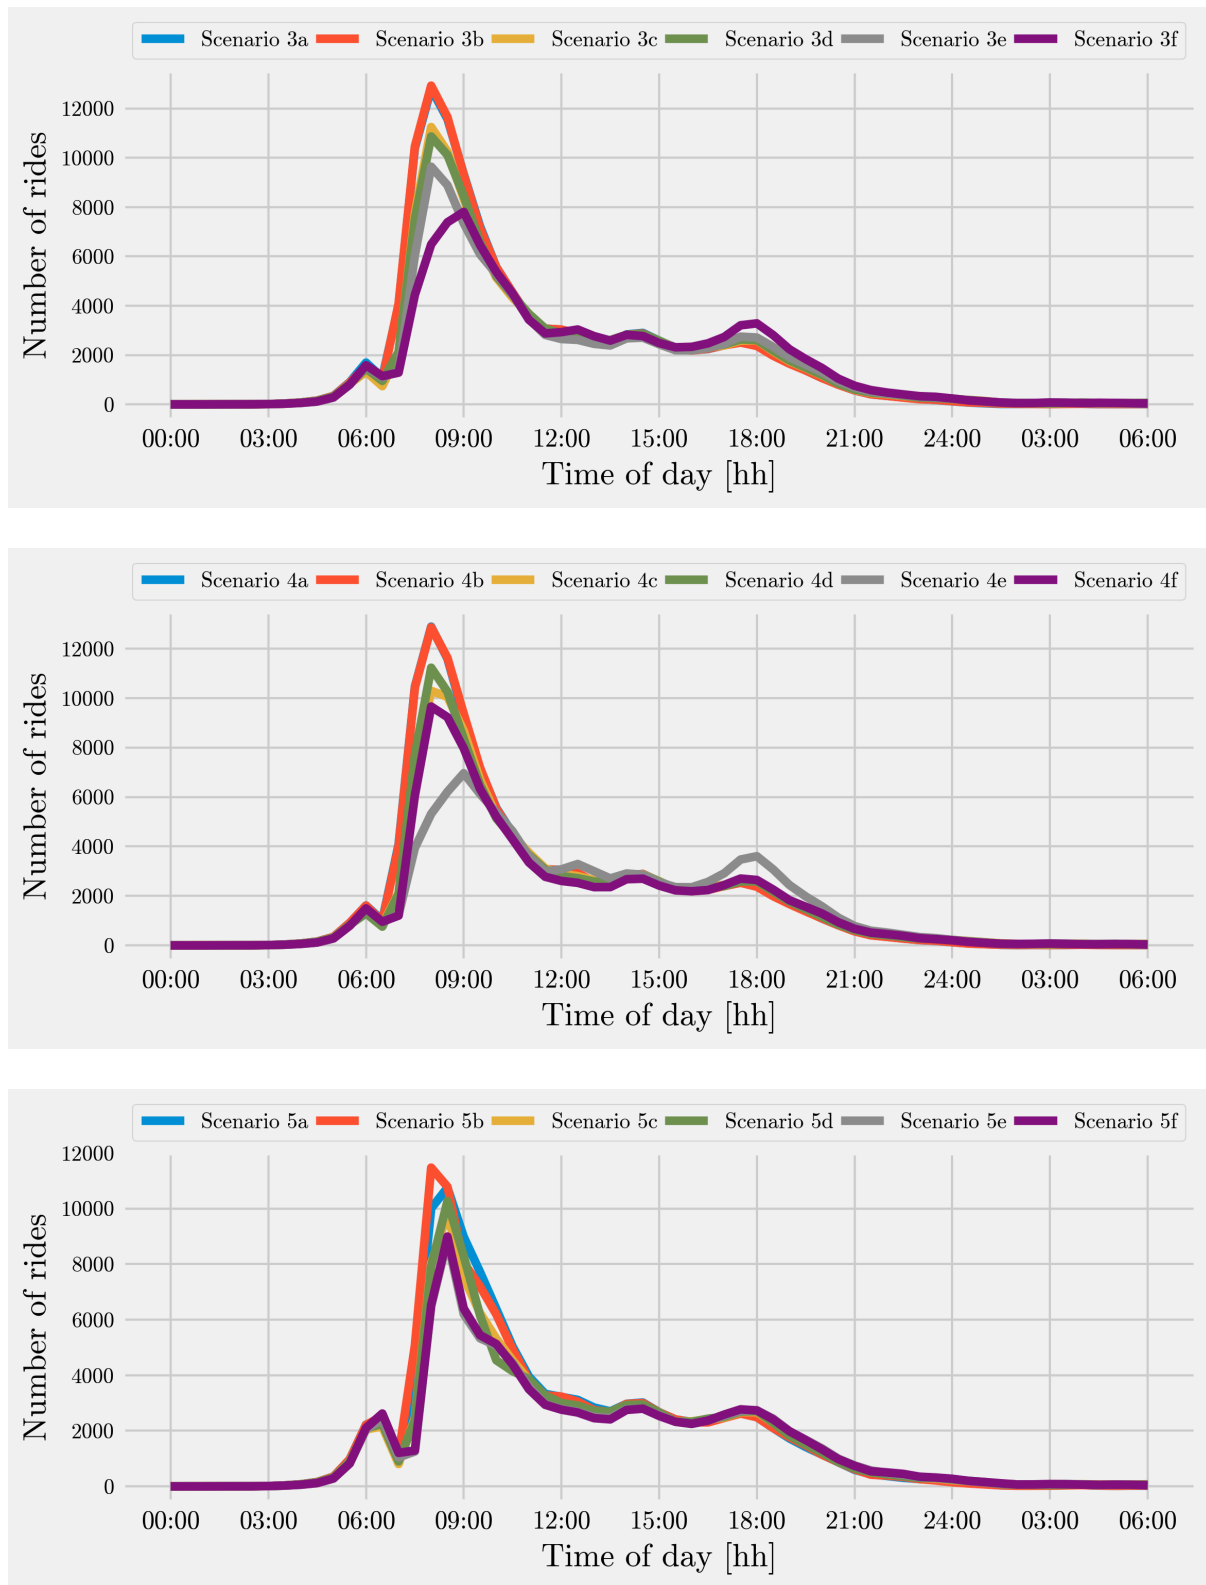 Scenario 3a Scenario 3b Scenario 3c Scenario 3d Scenario 3e Scenario 3f
12000
10000
8000
6000
4000
2000
0
Number of rides
00:00 03:00 06:00 09:00 12:00 15:00 18:00 21:00 24:00 03:00 06:00
Time of day [hh]
Scenario 4a Scenario 4b Scenario 4c Scenario 4d Scenario 4e Scenario 4f
12000
10000
8000
6000
4000
2000
0
Number of rides
00:00 03:00 06:00 09:00 12:00 15:00 18:00 21:00 24:00 03:00 06:00
Time of day [hh]
Scenario 5a Scenario 5b Scenario 5c Scenario 5d Scenario 5e Scenario 5f
12000
10000
8000
6000
4000
2000
0
Number of rides
00:00 03:00 06:00 09:00 12:00 15:00 18:00 21:00 24:00 03:00 06:00
Time of day [hh]